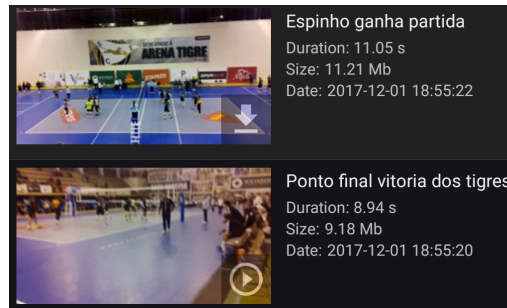 BEM-VINDO À
ARENA TIGRE
Espinho ganha partida
Duration: 11.05 s
Size: 11.21 Mb
Date: 2017-12-01 18:55:22
Ponto final vitoria dos tigres
Duration: 8.94 s
Size: 9.18 Mb
Date: 2017-12-01 18:55:20